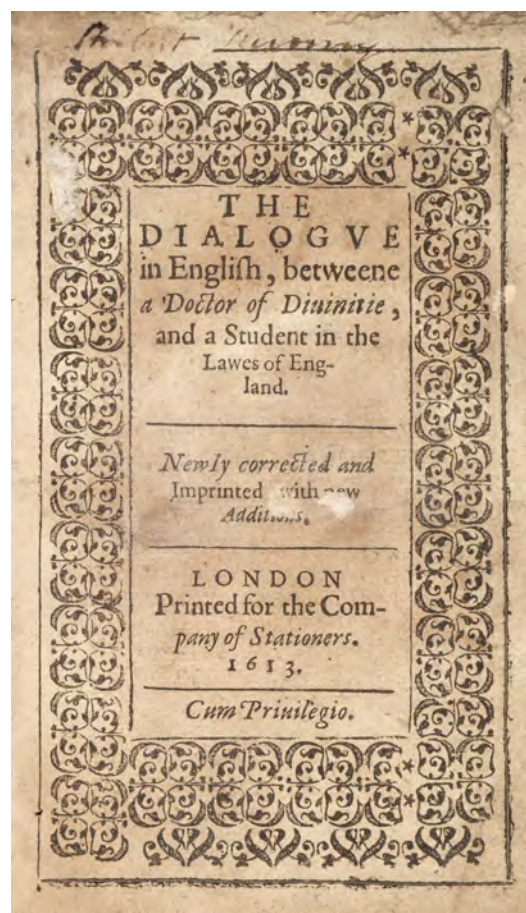 THE
DIALOGVE
in Engliſh, betweene
a Doctor of Diuinitie,
and a Student in the
Lawes of Eng-
land.
Newly corrected and
Imprinted with new
Additions.
LONDON
Printed for the Com-
pany of Stationers.
1613.
Cum Priuilegio.